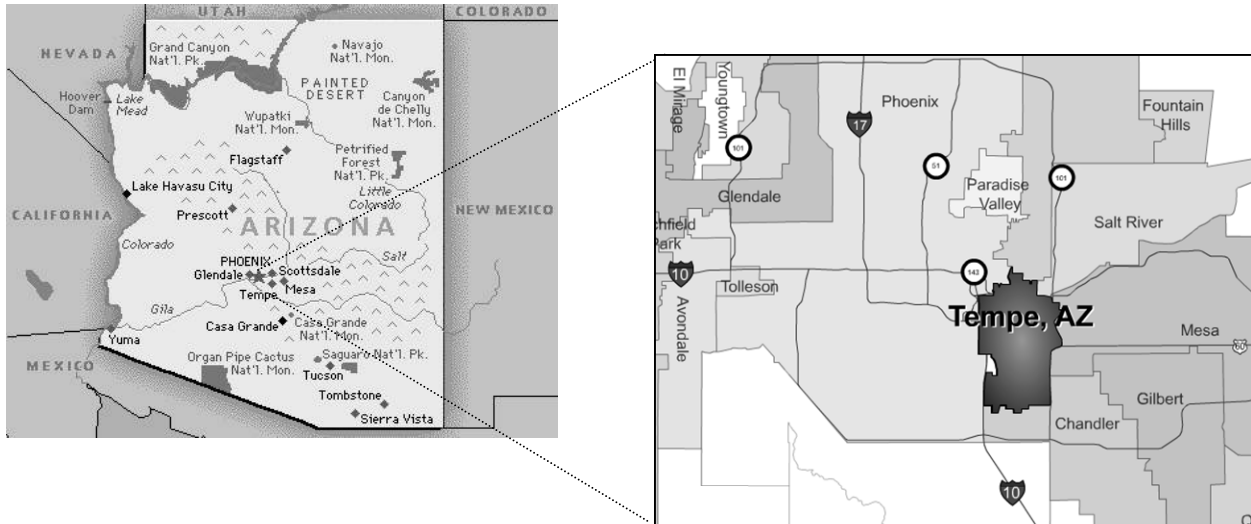 UTAH
COLORADO
NEVADA
Grand Canyon
Nat'l. Pk.
Navajo
Nat'l. Mon.
PAINTED
DESERT
Hoover
Dam
Lake
Mead
Canyon
de Chelly
Nat'l. Mon.
Wupatki
Nat'l. Mon.
Flagstaff
Petrified
Forest
Nat'l. Pk.
Lake Havasu City
Little
Colorado
Prescott
CALIFORNIA
NEW MEXICO
ARIZONA
Colorado
Salt
PHOENIX
Glendale
Scottsdale
Mesa
Tempe
Gila
Casa Grande
Casa Grande
Nat'l. Mon.
Yuma
MEXICO
Organ Pipe Cactus
Nat'l. Mon.
Saguaro Nat'l. Pk.
Tucson
Tombstone
Sierra Vista
El Mirage
Youngtown
Phoenix
17
Fountain
Hills
101
51
101
Paradise
Valley
Glendale
Salt River
chfield
Park
10
143
Tolleson
Avondale
Tempe, AZ
Mesa
60
Gilbert
Chandler
10